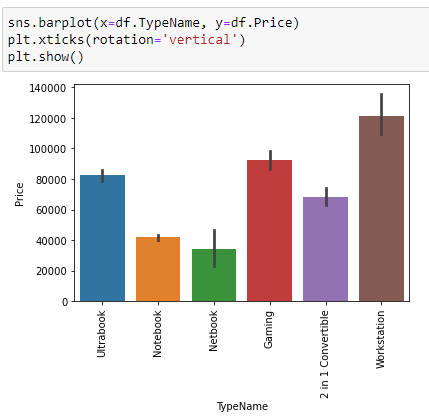 sns.barplot(x=df.TypeName, y=df.Price)
plt.xticks(rotation='vertical')
plt.show()
140000
120000
100000
80000
60000
40000
20000
0
Price
Ultrabook
Notebook
Netbook
Gaming
2 in 1 Convertible
Workstation
TypeName